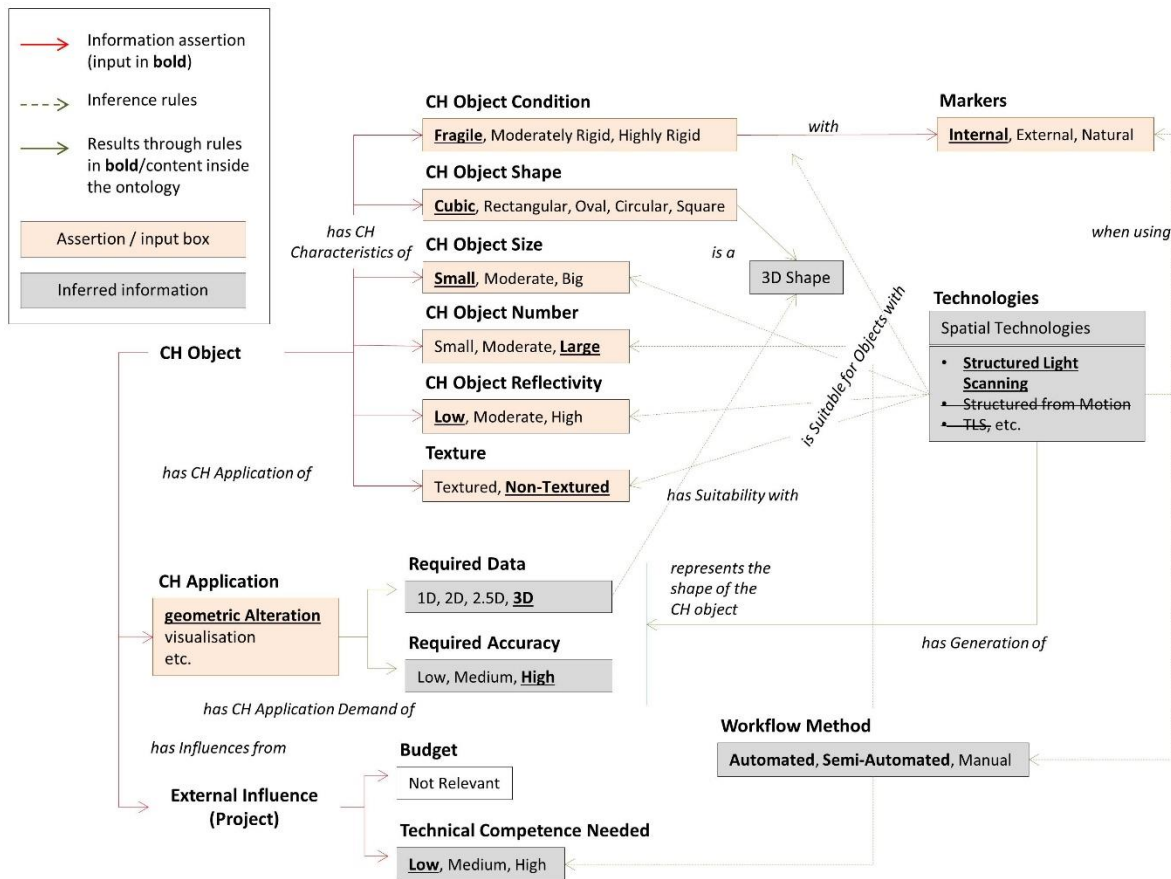 Information assertion
(input in bold)
Inference rules
Results through rules
in bold/content inside
the ontology
Assertion / input box
Inferred information
CH Object
has CH
Characteristics of
CH Object Condition
Fragile, Moderately Rigid, Highly Rigid
with
Markers
Internal, External, Natural
CH Object Shape
Cubic, Rectangular, Oval, Circular, Square
is a
3D Shape
when using
CH Object Size
Small, Moderate, Big
CH Object Number
Small, Moderate, Large
CH Object Reflectivity
Low, Moderate, High
Texture
Textured, Non-Textured
is Suitable for Objects with
Technologies
Spatial Technologies
• Structured Light
Scanning
• Structured from Motion
• TLS, etc.
has CH Application of
has Suitability with
CH Application
geometric Alteration
visualisation
etc.
Required Data
1D, 2D, 2.5D, 3D
Required Accuracy
Low, Medium, High
represents the
shape of the
CH object
has Generation of
has CH Application Demand of
has Influences from
Workflow Method
Automated, Semi-Automated, Manual
External Influence
(Project)
Budget
Not Relevant
Technical Competence Needed
Low, Medium, High